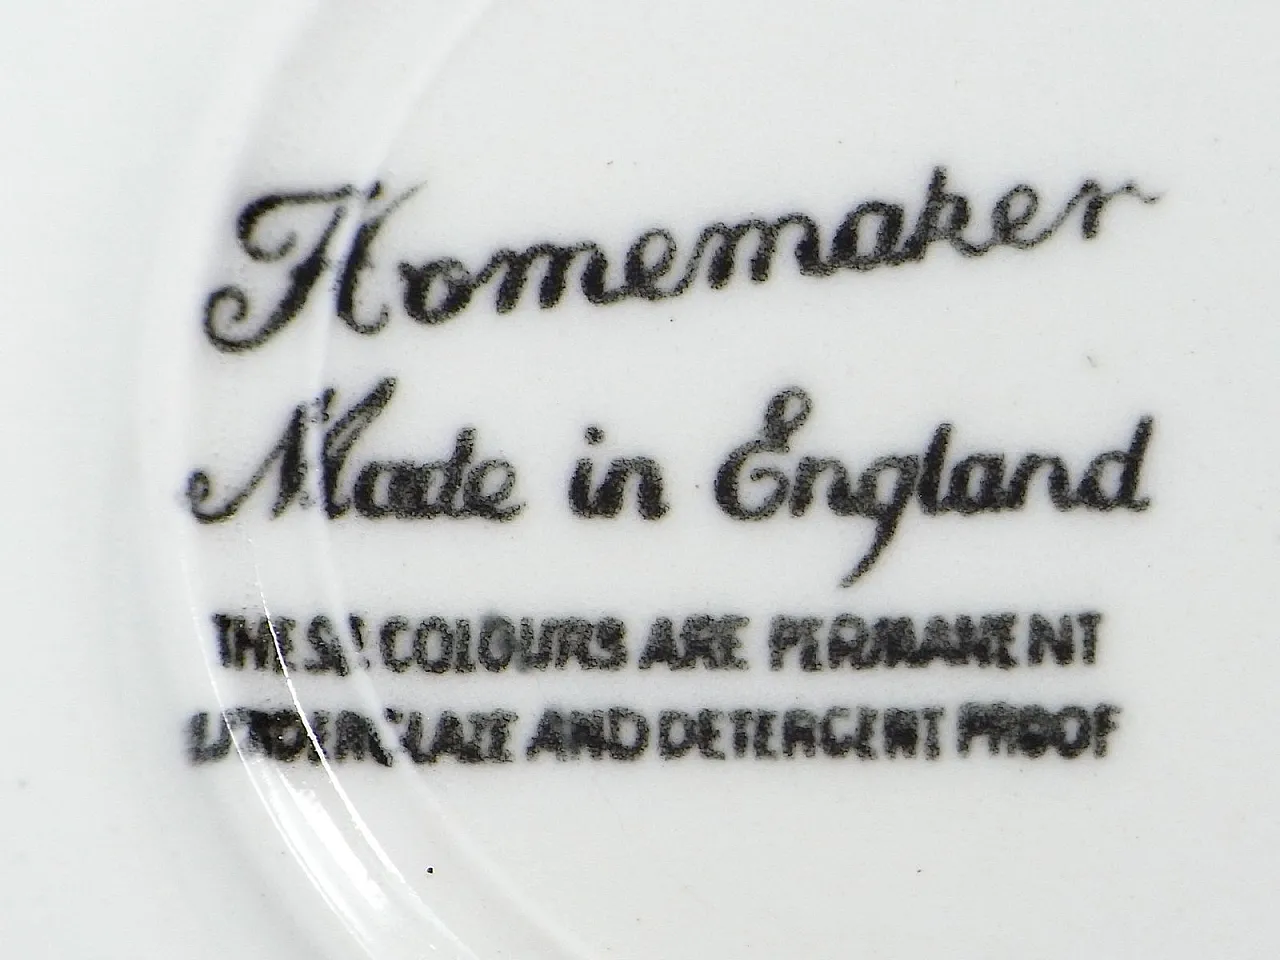 Homemaker
Made in England
THESE COLOURS ARE PERMANENT
UNDERGLAZE AND DETERGENT PROOF